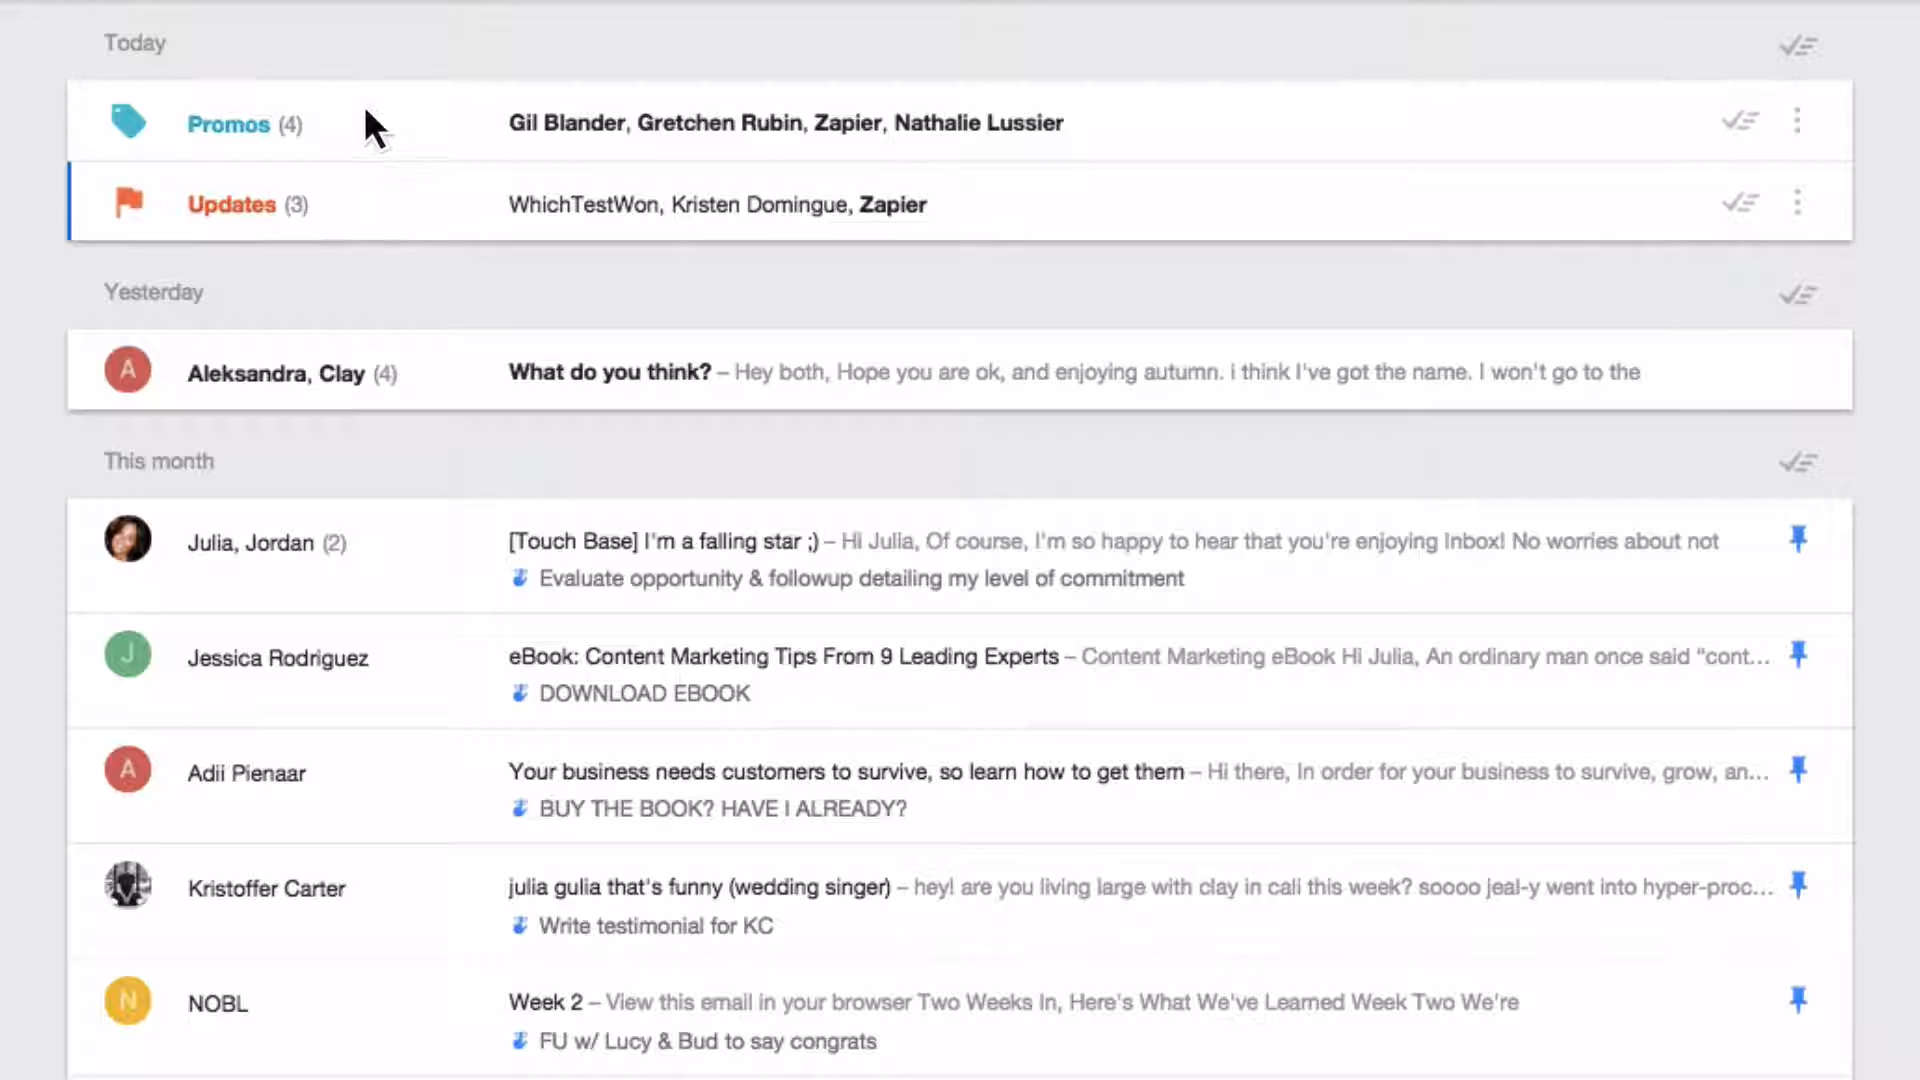 Today
Promos (4) Gil Blander, Gretchen Rubin, Zapier, Nathalie Lussier
Updates (3) WhichTestWon, Kristen Domingue, Zapier
Yesterday
A Aleksandra, Clay (4) What do you think? – Hey both, Hope you are ok, and enjoying autumn. I think I've got the name. I won't go to the
This month
Julia, Jordan (2) [Touch Base] I'm a falling star ;) – Hi Julia, Of course, I'm so happy to hear that you're enjoying Inbox! No worries about not
Evaluate opportunity & followup detailing my level of commitment
J Jessica Rodriguez eBook: Content Marketing Tips From 9 Leading Experts – Content Marketing eBook Hi Julia, An ordinary man once said “cont...
DOWNLOAD EBOOK
A Adii Pienaar Your business needs customers to survive, so learn how to get them – Hi there, In order for your business to survive, grow, an...
BUY THE BOOK? HAVE I ALREADY?
Kristoffer Carter julia gulia that's funny (wedding singer) – hey! are you living large with clay in cali this week? soooo jeal-y went into hyper-proc...
Write testimonial for KC
N NOBL Week 2 – View this email in your browser Two Weeks In, Here's What We've Learned Week Two We're
FU w/ Lucy & Bud to say congrats